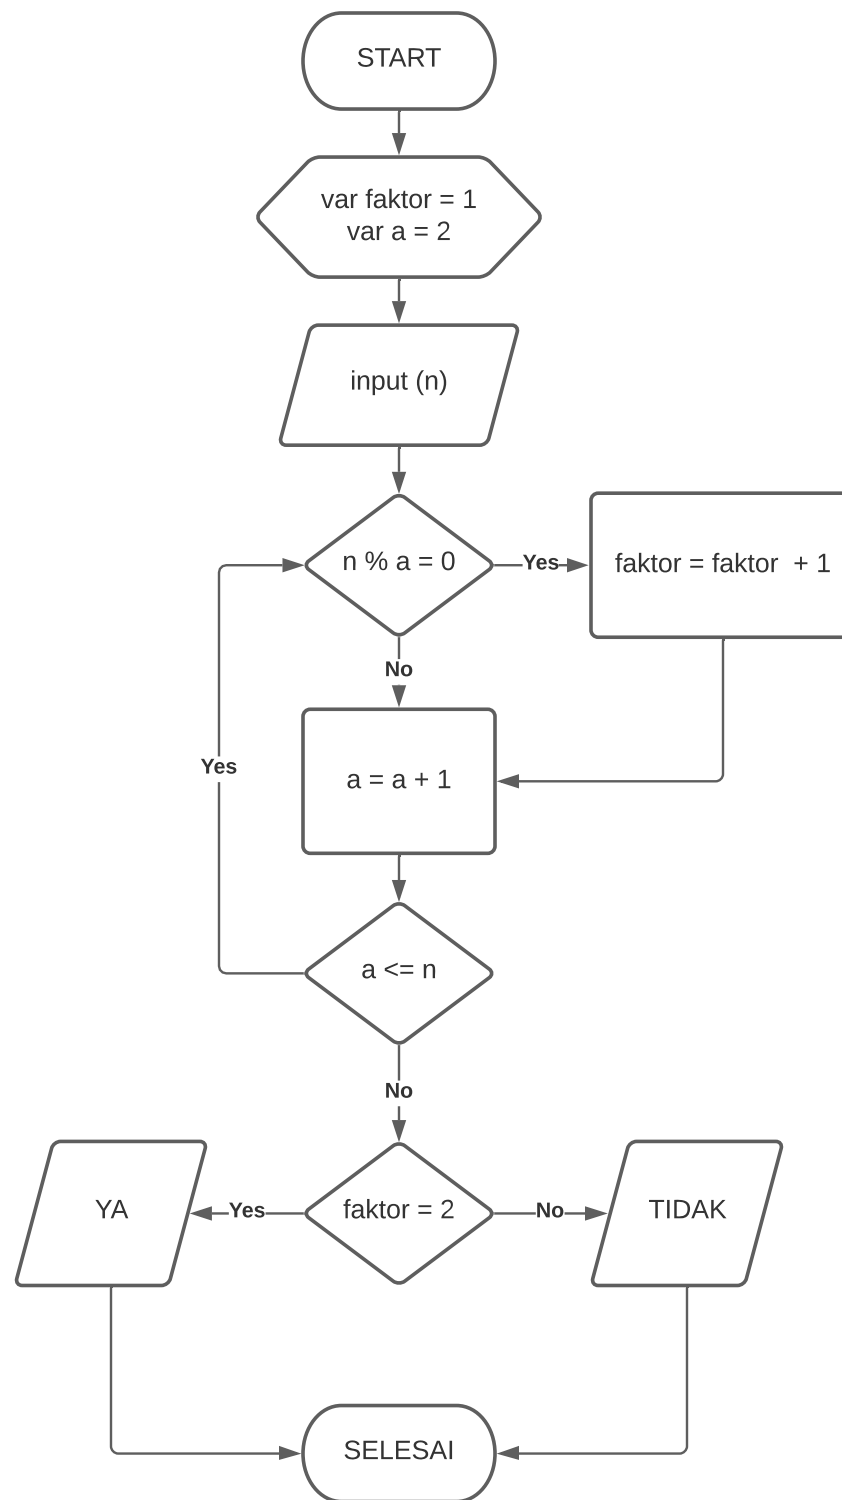 START
var faktor = 1
var a = 2
input (n)
n % a = 0
Yes
faktor = faktor  + 1
No
Yes
a = a + 1
a <= n
No
YA
Yes
faktor = 2
No
TIDAK
SELESAI